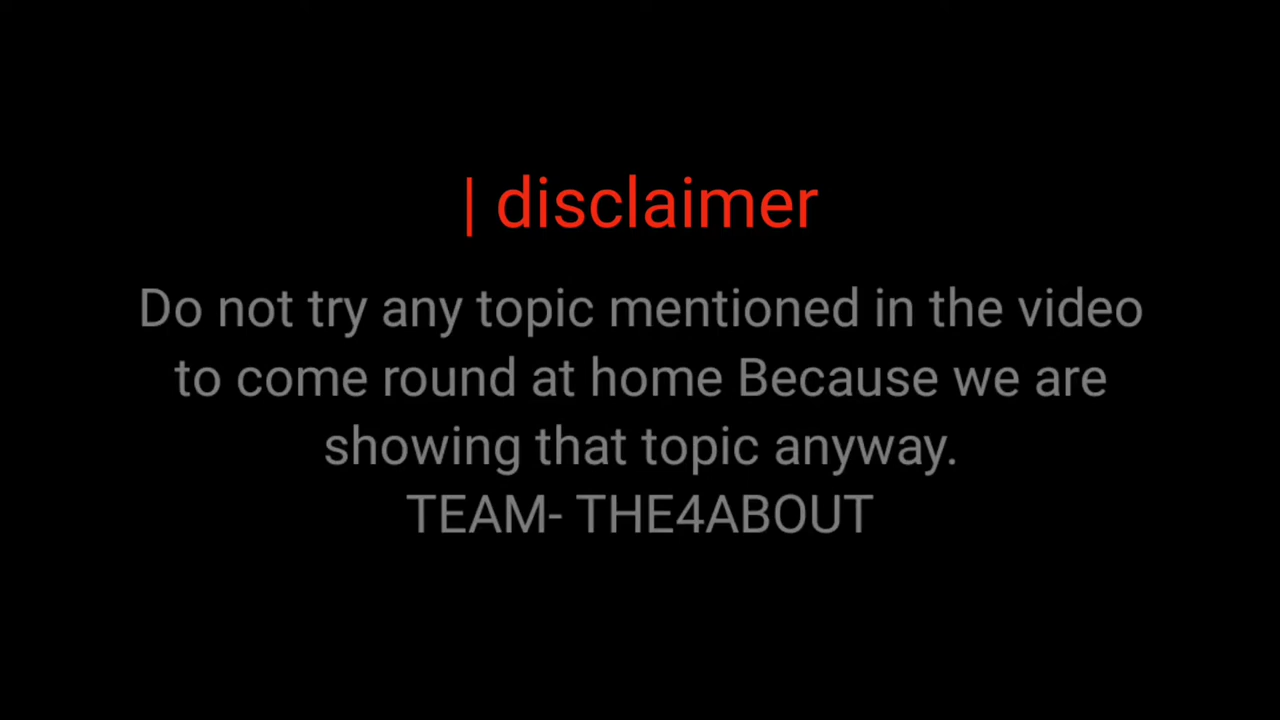 | disclaimer
Do not try any topic mentioned in the video
to come round at home Because we are
showing that topic anyway.
TEAM- THE4ABOUT